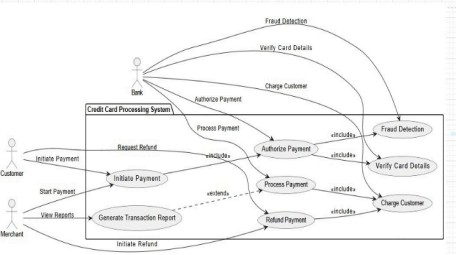 Fraud Detection
Verify Card Details
Bank
Charge Customer
Authorize Payment
Credit Card Processing System
Process Payment
Fraud Detection
«include»
Request Refund
Authorize Payment
«include»
Customer
Initiate Payment
«include»
Verify Card Details
Initiate Payment
Start Payment
Process Payment
«include»
«extend»
Charge Customer
View Reports
Generate Transaction Report
Refund Payment
«include»
Merchant
Initiate Refund